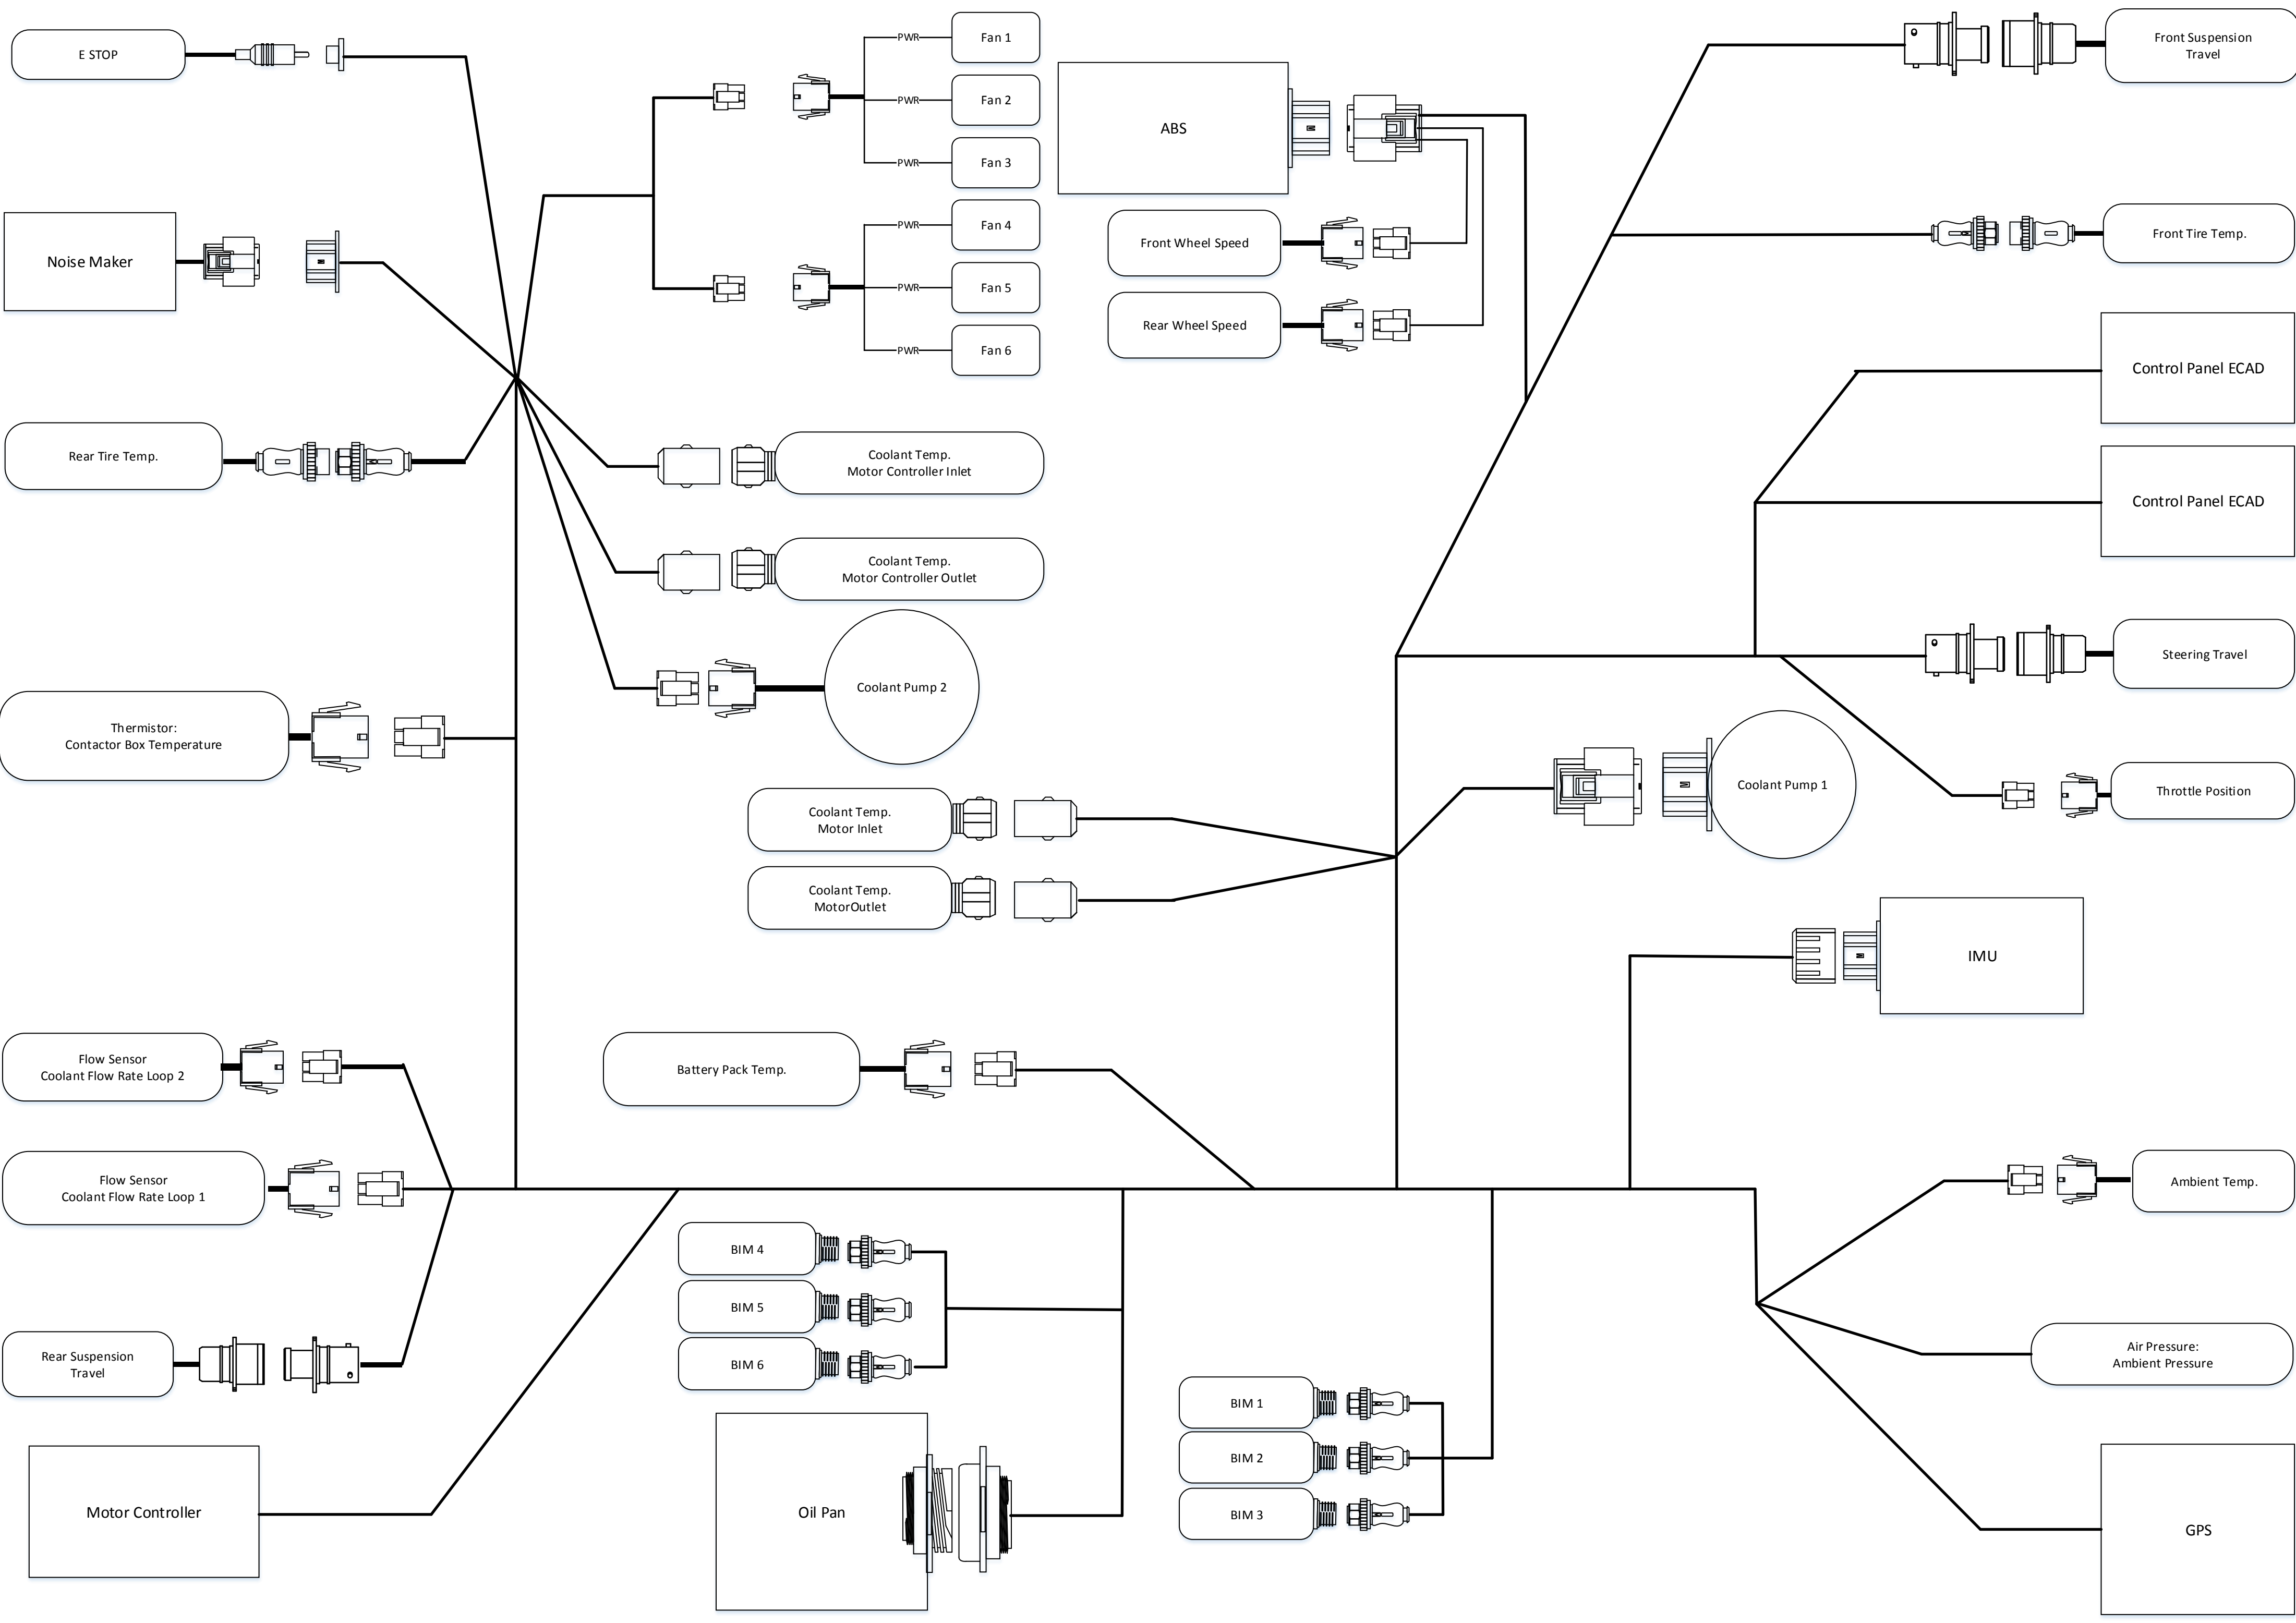 E STOP
Noise Maker
Rear Tire Temp.
Thermistor:
Contactor Box Temperature
Flow Sensor
Coolant Flow Rate Loop 2
Flow Sensor
Coolant Flow Rate Loop 1
Rear Suspension
Travel
Motor Controller
PWR
Fan 1
PWR
Fan 2
PWR
Fan 3
PWR
Fan 4
PWR
Fan 5
PWR
Fan 6
Coolant Temp.
Motor Controller Inlet
Coolant Temp.
Motor Controller Outlet
Coolant Pump 2
Coolant Temp.
Motor Inlet
Coolant Temp.
MotorOutlet
Battery Pack Temp.
BIM 4
BIM 5
BIM 6
Oil Pan
ABS
Front Wheel Speed
Rear Wheel Speed
BIM 1
BIM 2
BIM 3
Front Suspension
Travel
Front Tire Temp.
Control Panel ECAD
Control Panel ECAD
Steering Travel
Coolant Pump 1
Throttle Position
IMU
Ambient Temp.
Air Pressure:
Ambient Pressure
GPS